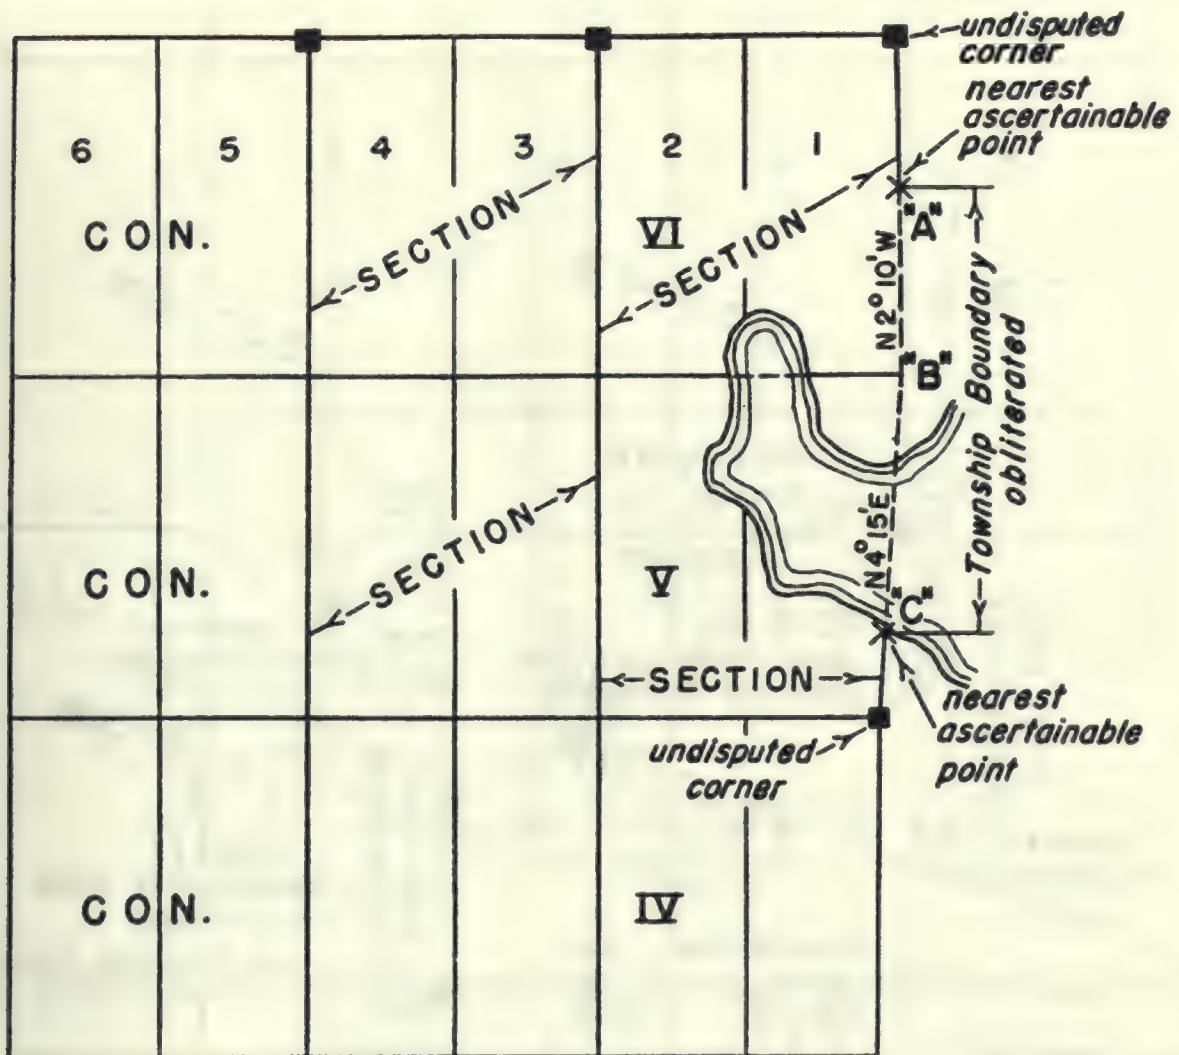 undisputed
corner
nearest
ascertainable
point
6 5 4 3 2 1
"A"
CON. SECTION VI SECTION
N2°10'W
Township Boundary
obliterated
"B"
SECTION
CON. V
N4°15'E
"C"
SECTION
nearest
ascertainable
point
undisputed
corner
CON. IV